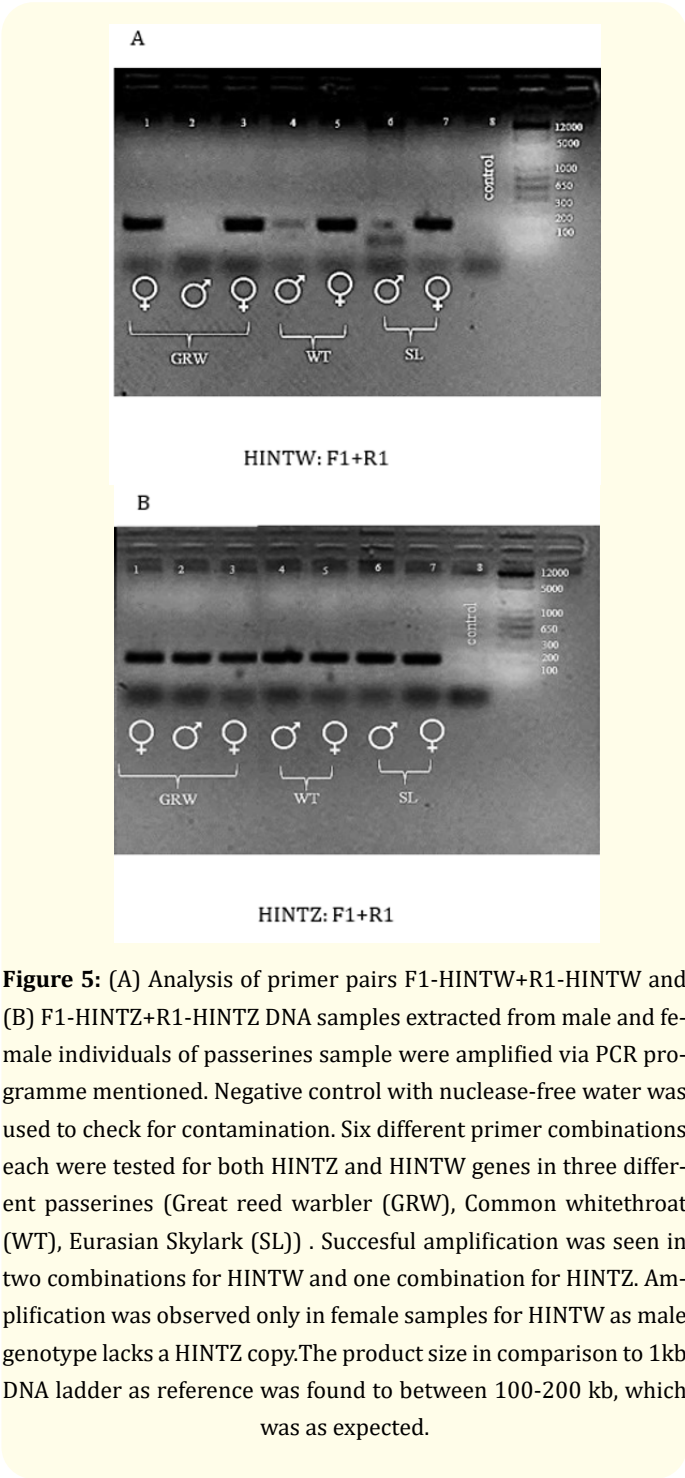 A
1 2 3 4 5 6 7 8
control
12000
5000
1000
650
300
200
100
♀ ♂ ♀ ♂ ♀ ♂ ♀
GRW WT SL
HINTW: F1+R1
B
1 2 3 4 5 6 7 8
control
12000
5000
1000
650
300
200
100
♀ ♂ ♀ ♂ ♀ ♂ ♀
GRW WT SL
HINTZ: F1+R1
Figure 5: (A) Analysis of primer pairs F1-HINTW+R1-HINTW and
(B) F1-HINTZ+R1-HINTZ DNA samples extracted from male and fe-
male individuals of passerines sample were amplified via PCR pro-
gramme mentioned. Negative control with nuclease-free water was
used to check for contamination. Six different primer combinations
each were tested for both HINTZ and HINTW genes in three differ-
ent passerines (Great reed warbler (GRW), Common whitethroat
(WT), Eurasian Skylark (SL)) . Succesful amplification was seen in
two combinations for HINTW and one combination for HINTZ. Am-
plification was observed only in female samples for HINTW as male
genotype lacks a HINTZ copy.The product size in comparison to 1kb
DNA ladder as reference was found to between 100-200 kb, which
was as expected.